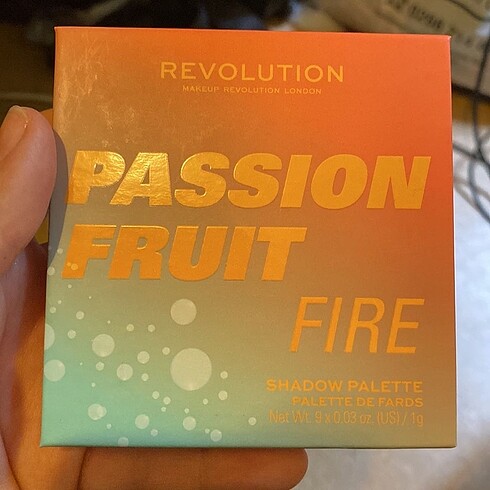 REVOLUTION
MAKEUP REVOLUTION LONDON
PASSION
FRUIT
FIRE
SHADOW PALETTE
PALETTE DE FARDS
Net Wt. 9 x 0.03 oz. (US) / 1g